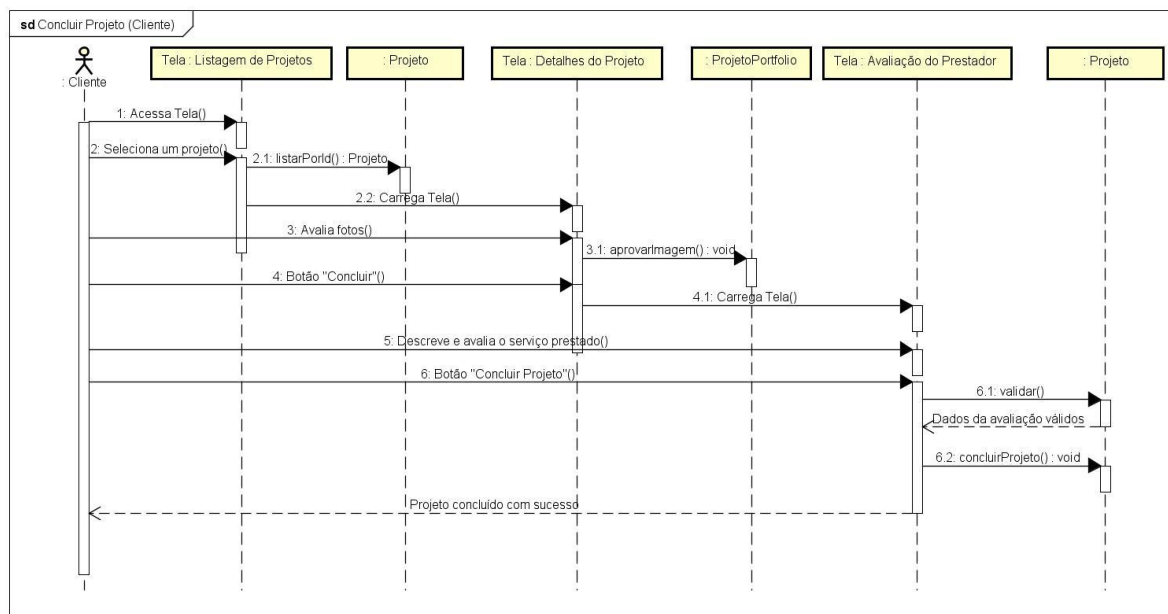 sd Concluir Projeto (Cliente)
: Cliente
Tela : Listagem de Projetos
: Projeto
Tela : Detalhes do Projeto
: ProjetoPortfolio
Tela : Avaliação do Prestador
: Projeto
1: Acessa Tela()
2: Seleciona um projeto()
2.1: listarPorId() : Projeto
2.2: Carrega Tela()
3: Avalia fotos()
3.1: aprovarImagem() : void
4: Botão "Concluir"()
4.1: Carrega Tela()
5: Descreve e avalia o serviço prestado()
6: Botão "Concluir Projeto"()
6.1: validar()
Dados da avaliação válidos
6.2: concluirProjeto() : void
Projeto concluído com sucesso